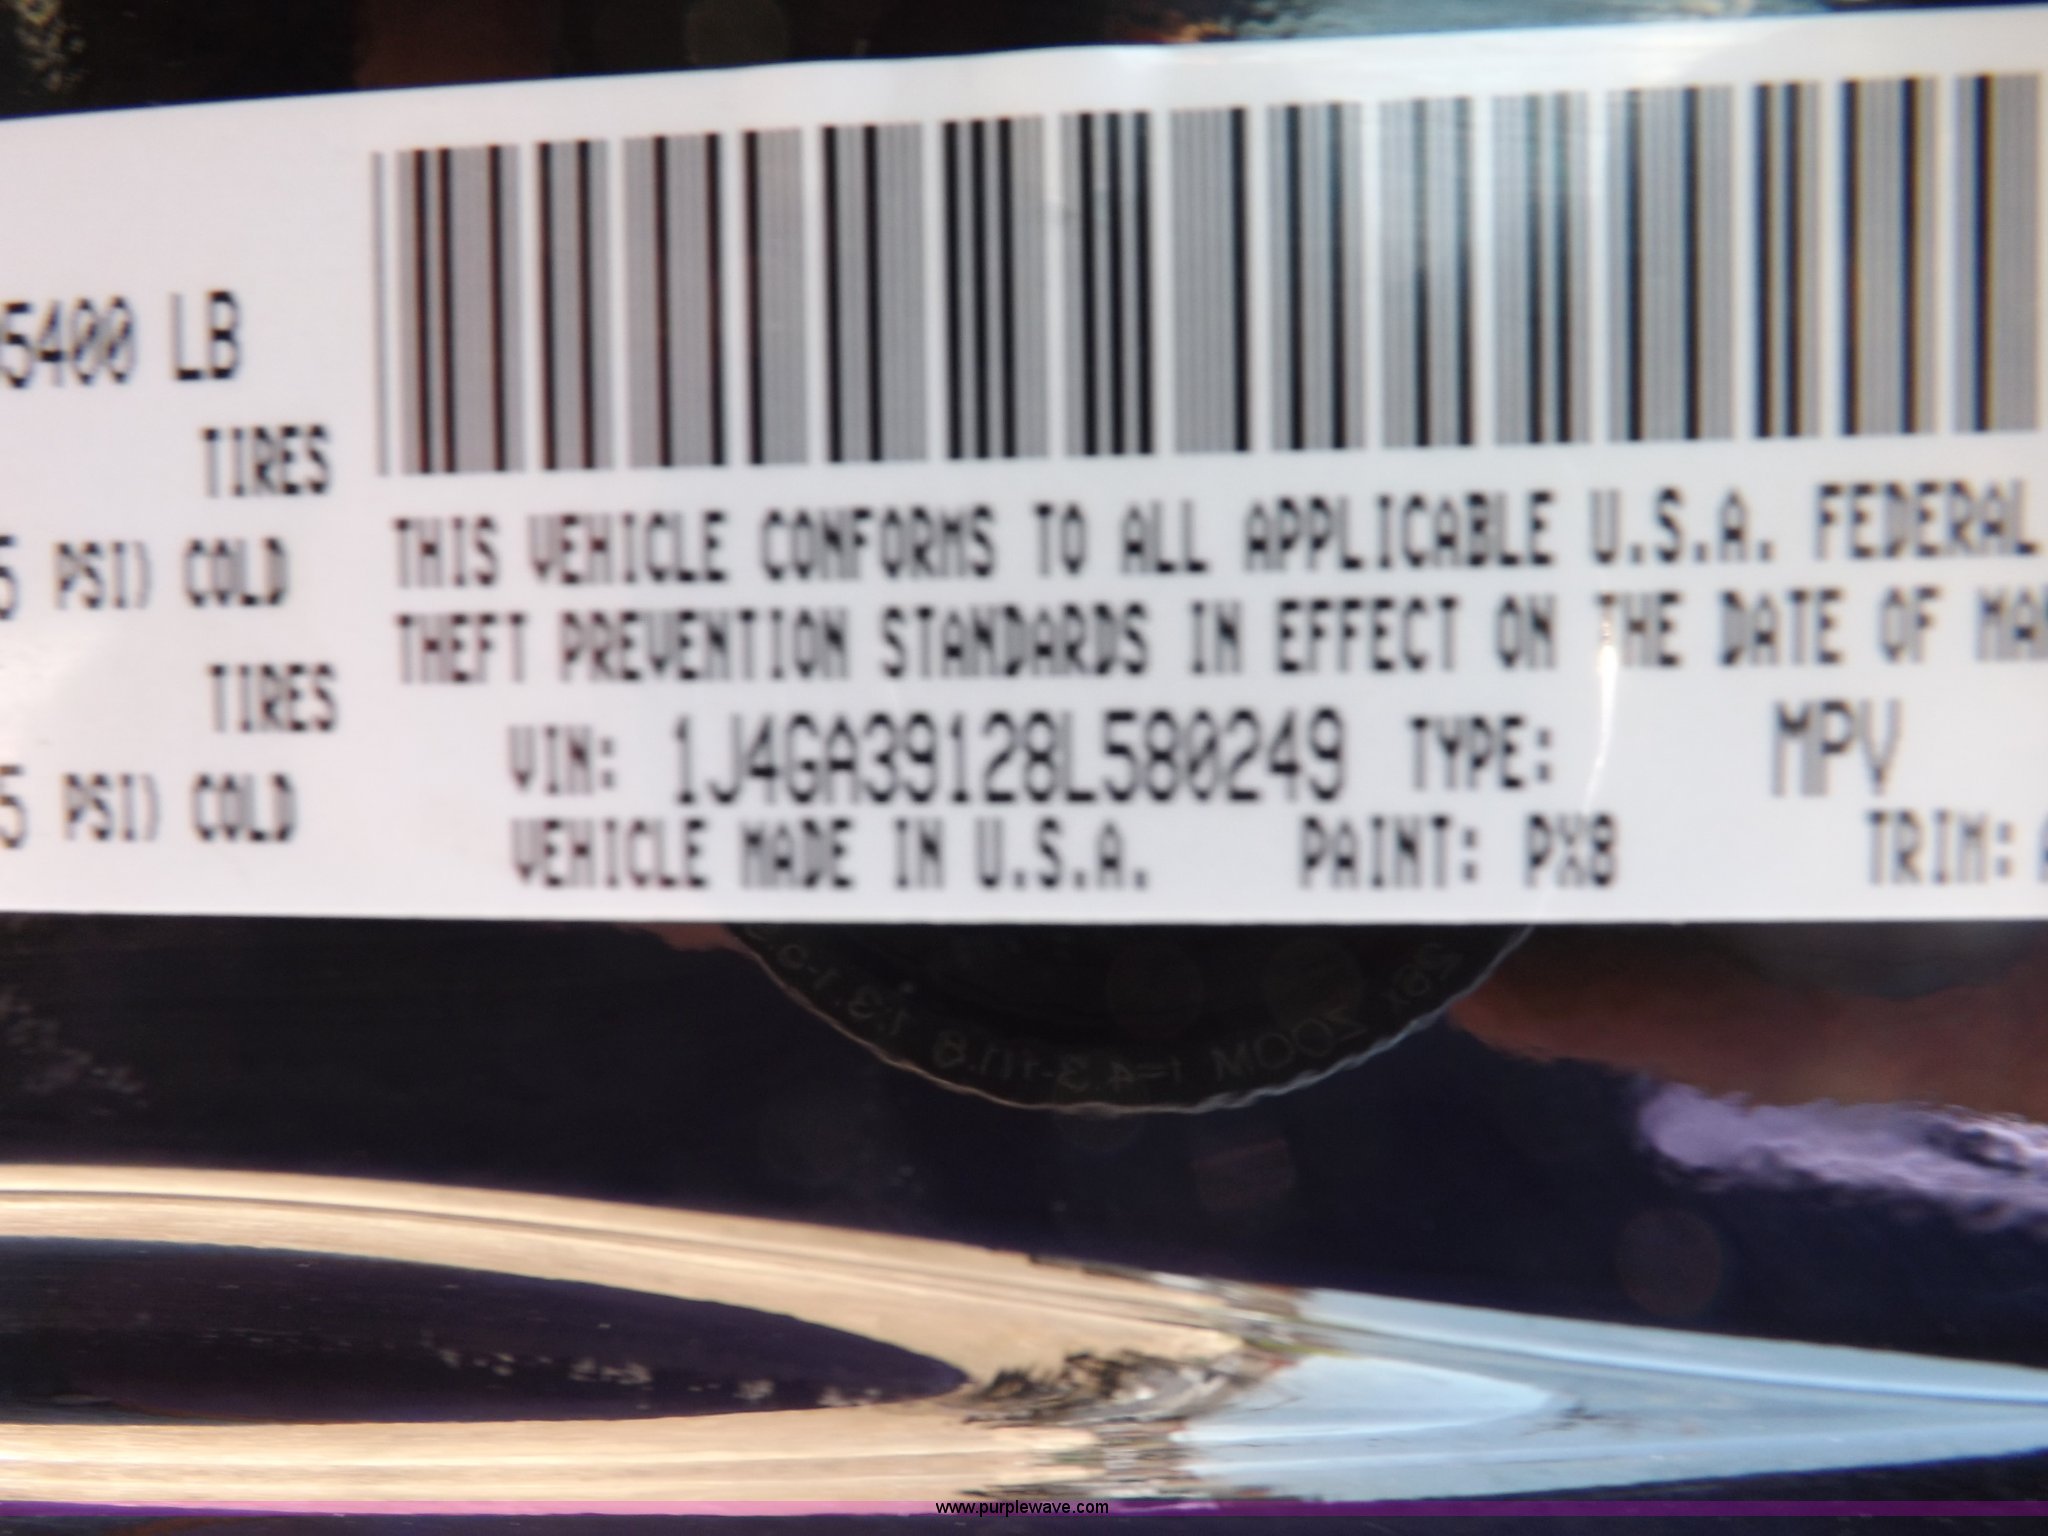 5400 LB
TIRES
5 PSI) COLD
TIRES
5 PSI) COLD
THIS VEHICLE CONFORMS TO ALL APPLICABLE U.S.A. FEDERAL
THEFT PREVENTION STANDARDS IN EFFECT ON THE DATE OF MA
VIN: 1J4GA39128L580249 TYPE: MPV
VEHICLE MADE IN U.S.A. PAINT: PX8 TRIM:
ZOOM
www.purplewave.com